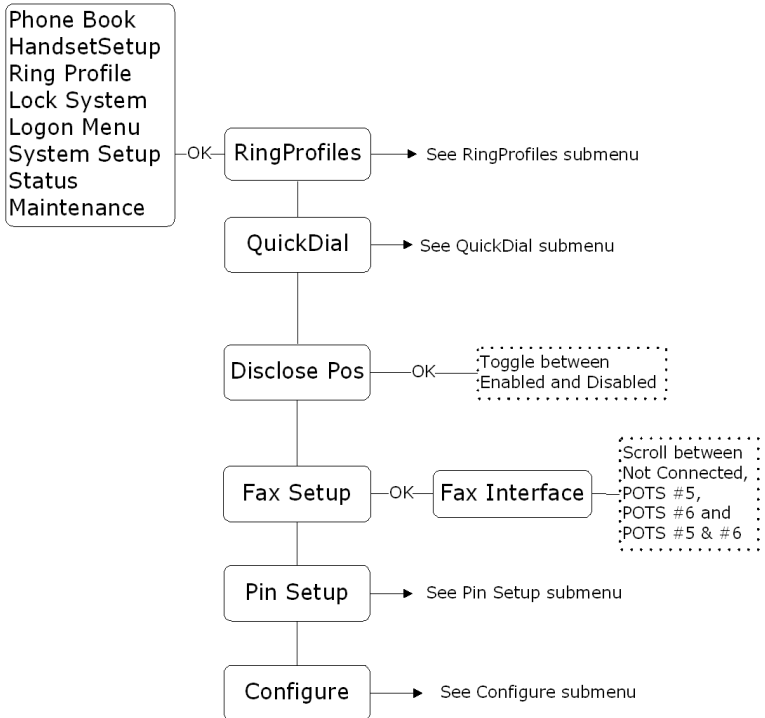 Phone Book
HandsetSetup
Ring Profile
Lock System
Logon Menu
System Setup
Status
Maintenance
OK
RingProfiles
See RingProfiles submenu
QuickDial
See QuickDial submenu
Disclose Pos
OK
Toggle between
Enabled and Disabled
Fax Setup
OK
Fax Interface
Scroll between
Not Connected,
POTS #5,
POTS #6 and
POTS #5 & #6
Pin Setup
See Pin Setup submenu
Configure
See Configure submenu